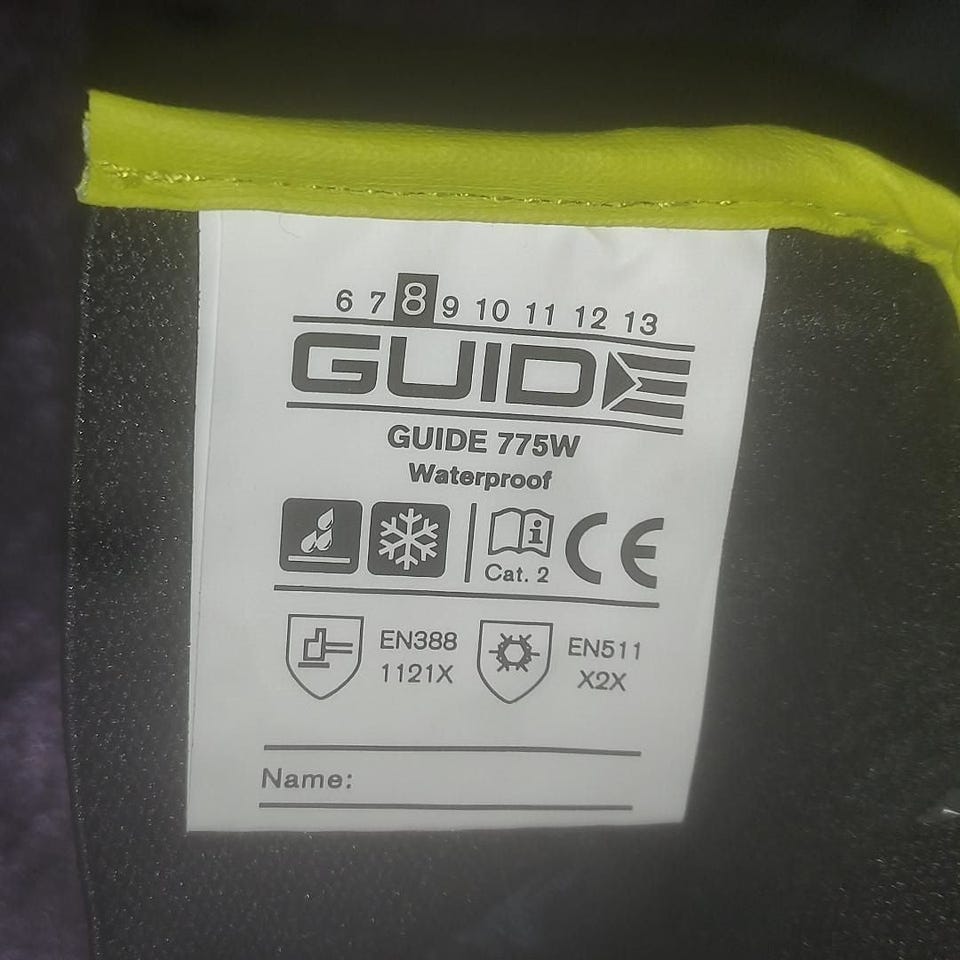 6 7 8 9 10 11 12 13
GUIDE
GUIDE 775W
Waterproof
i
Cat. 2 CE
EN388 EN511
1121X X2X
Name: